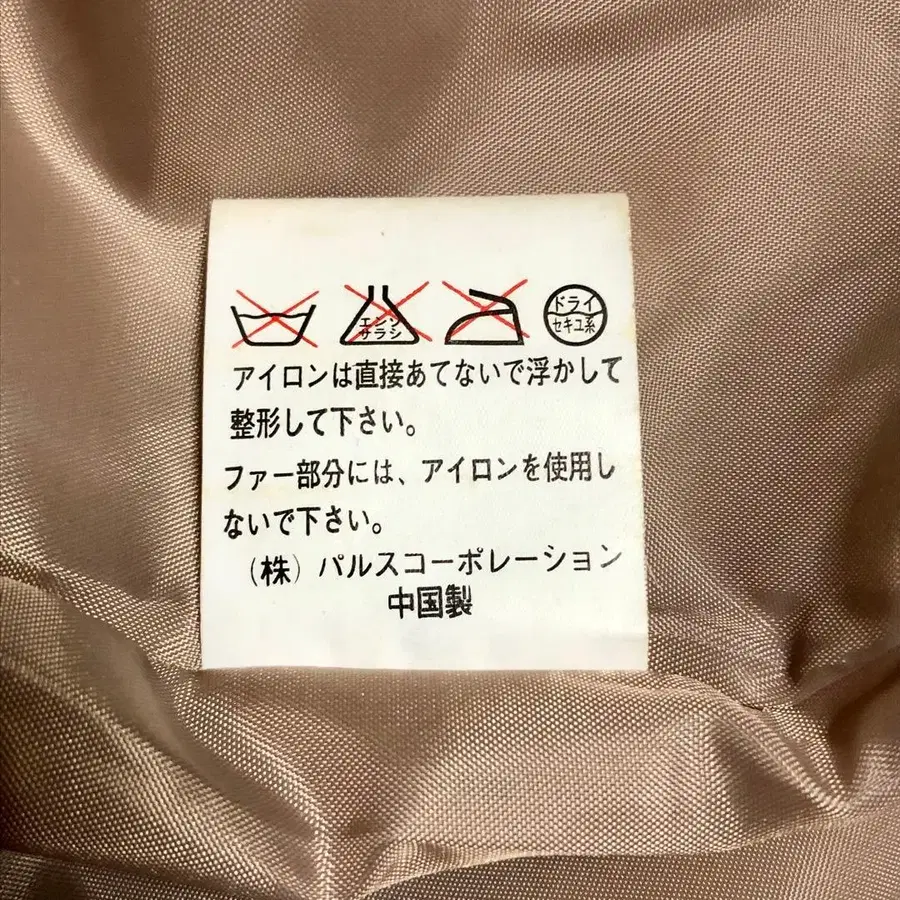 エンソサラシ
ドライ
セキユ系
アイロンは直接あてないで浮かして
整形して下さい。
ファー部分には、アイロンを使用し
ないで下さい。
(株)パルスコーポレーション
中国製